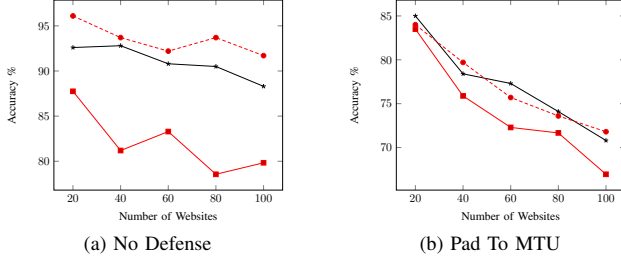 95
90
85
80
20 40 60 80 100
Accuracy %
Number of Websites
(a) No Defense
85
80
75
70
20 40 60 80 100
Accuracy %
Number of Websites
(b) Pad To MTU